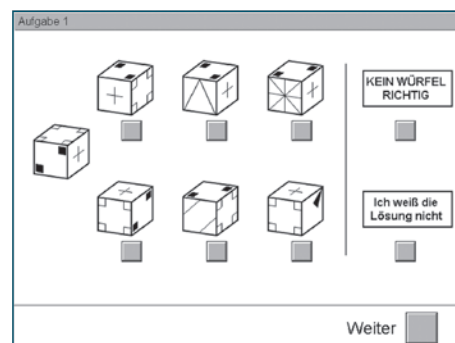 Aufgabe 1
KEIN WÜRFEL
RICHTIG
Ich weiß die
Lösung nicht
Weiter